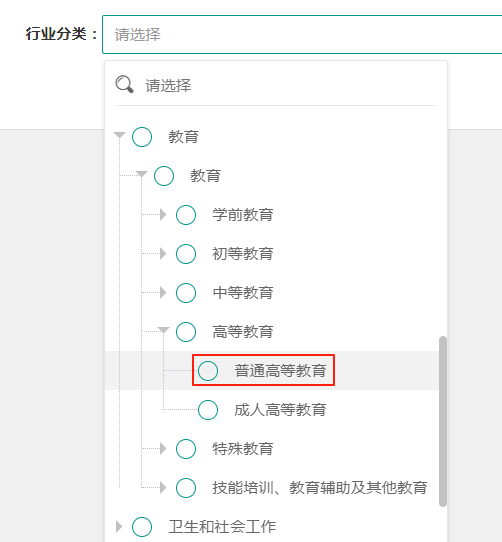 行业分类：请选择
请选择
教育
教育
学前教育
初等教育
中等教育
高等教育
普通高等教育
成人高等教育
特殊教育
技能培训、教育辅助及其他教育
卫生和社会工作